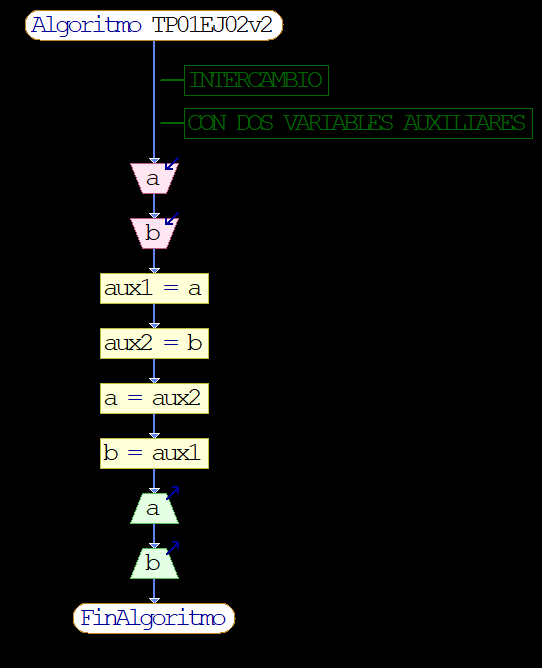 Algoritmo TP01EJ02v2
INTERCAMBIO
CON DOS VARIABLES AUXILIARES
a
b
aux1 = a
aux2 = b
a = aux2
b = aux1
a
b
FinAlgoritmo